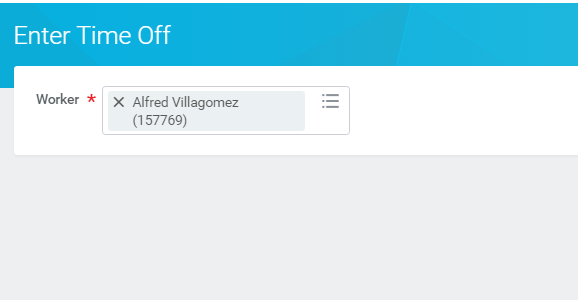 Enter Time Off
Worker *
Alfred Villagomez
(157769)